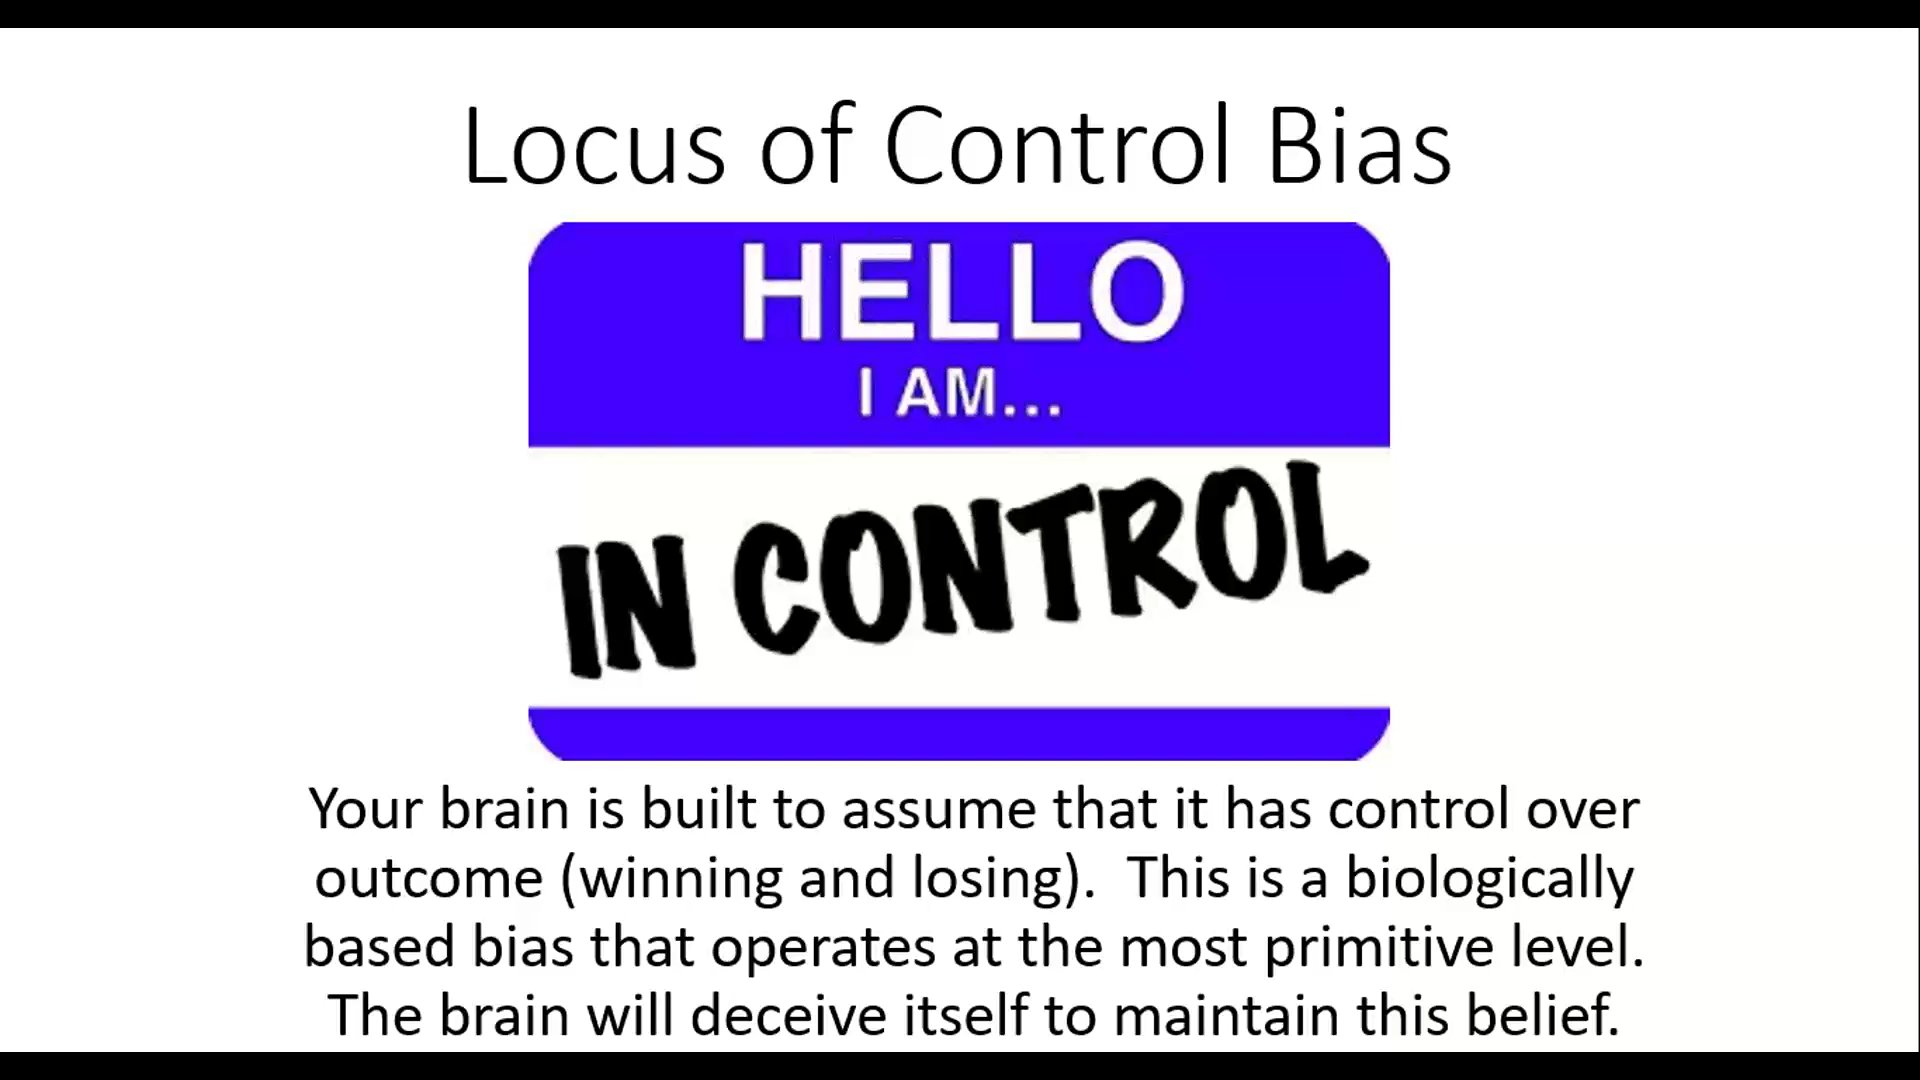 Locus of Control Bias
HELLO
I AM...
IN CONTROL
Your brain is built to assume that it has control over
outcome (winning and losing).  This is a biologically
based bias that operates at the most primitive level.
The brain will deceive itself to maintain this belief.